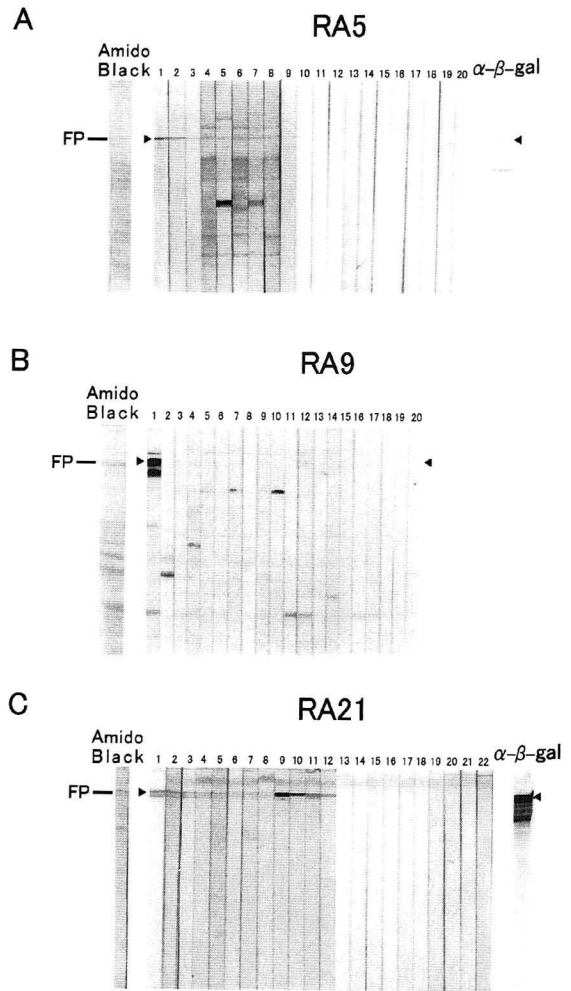 A
RA5
Amido
Black
1 2 3 4 5 6 7 8 9 10 11 12 13 14 15 16 17 18 19 20 α-β-gal
FP
B
RA9
Amido
Black
1 2 3 4 5 6 7 8 9 10 11 12 13 14 15 16 17 18 19 20
FP
C
RA21
Amido
Black
1 2 3 4 5 6 7 8 9 10 11 12 13 14 15 16 17 18 19 20 21 22 α-β-gal
FP